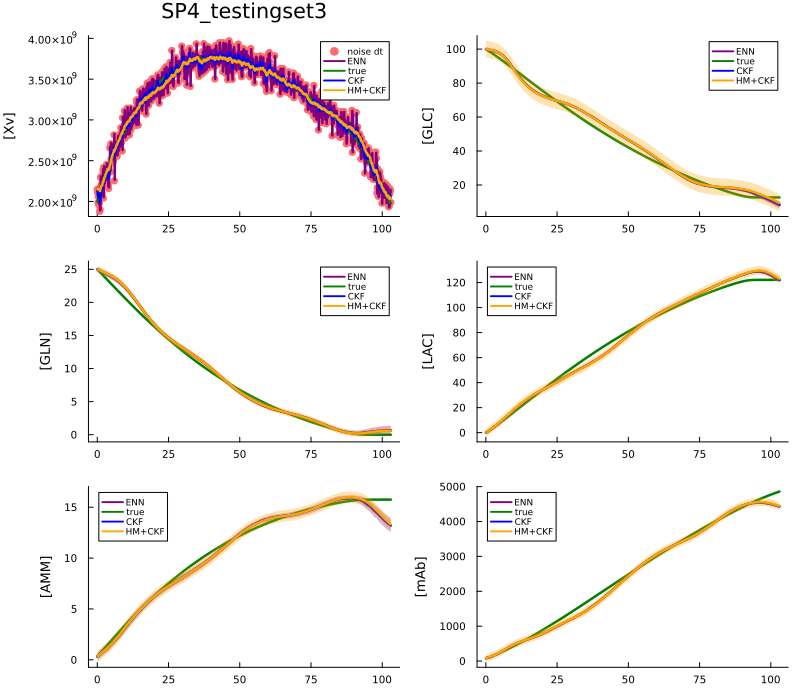 SP4_testingset3
[Xv]
4.00×10⁹
3.50×10⁹
3.00×10⁹
2.50×10⁹
2.00×10⁹
noise dt
ENN
true
CKF
HM+CKF
0 25 50 75 100
[GLC]
100
80
60
40
20
ENN
true
CKF
HM+CKF
0 25 50 75 100
[GLN]
25
20
15
10
5
0
ENN
true
CKF
HM+CKF
0 25 50 75 100
[LAC]
120
100
80
60
40
20
0
ENN
true
CKF
HM+CKF
0 25 50 75 100
[AMM]
15
10
5
0
ENN
true
CKF
HM+CKF
0 25 50 75 100
[mAb]
5000
4000
3000
2000
1000
0
ENN
true
CKF
HM+CKF
0 25 50 75 100